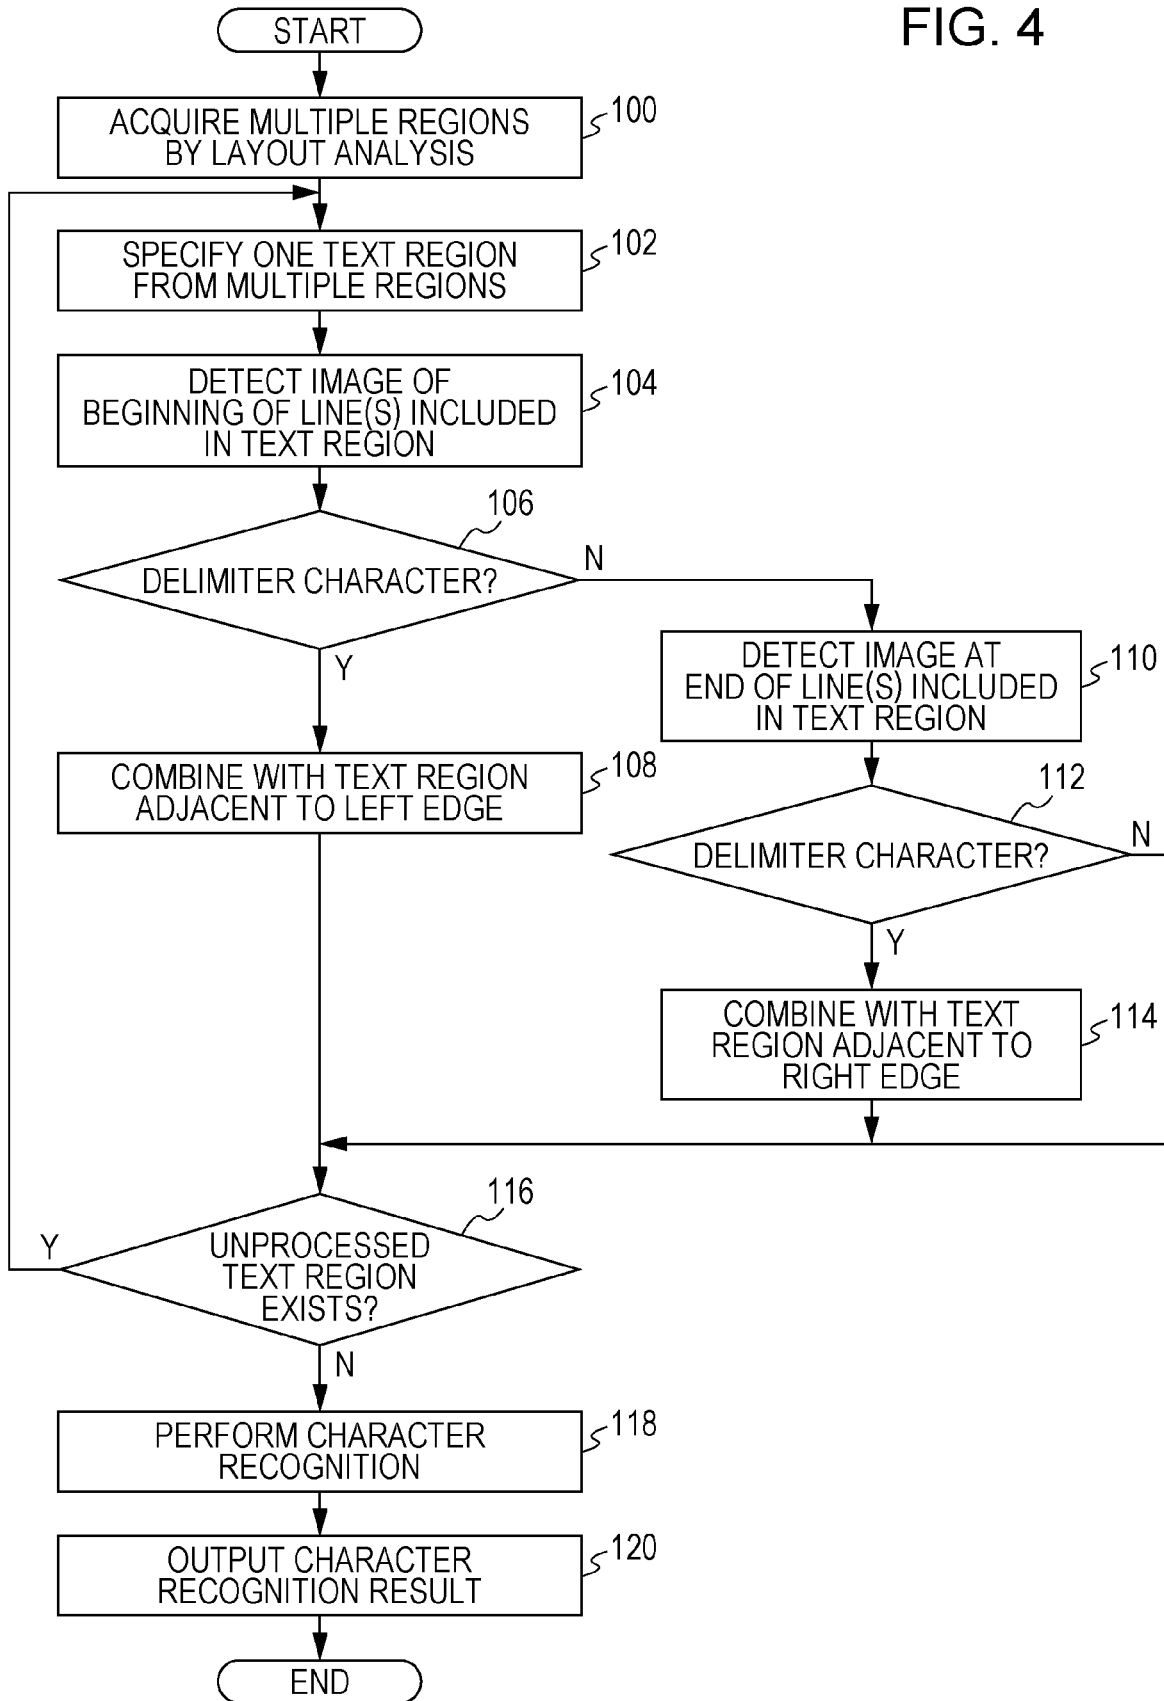 FIG. 4
START
ACQUIRE MULTIPLE REGIONS
BY LAYOUT ANALYSIS
100
SPECIFY ONE TEXT REGION
FROM MULTIPLE REGIONS
102
DETECT IMAGE OF
BEGINNING OF LINE(S) INCLUDED
IN TEXT REGION
104
106
DELIMITER CHARACTER?
N
Y
DETECT IMAGE AT
END OF LINE(S) INCLUDED
IN TEXT REGION
110
COMBINE WITH TEXT REGION
ADJACENT TO LEFT EDGE
108
112
DELIMITER CHARACTER?
N
Y
COMBINE WITH TEXT
REGION ADJACENT TO
RIGHT EDGE
114
116
UNPROCESSED
TEXT REGION
EXISTS?
Y
N
PERFORM CHARACTER
RECOGNITION
118
OUTPUT CHARACTER
RECOGNITION RESULT
120
END